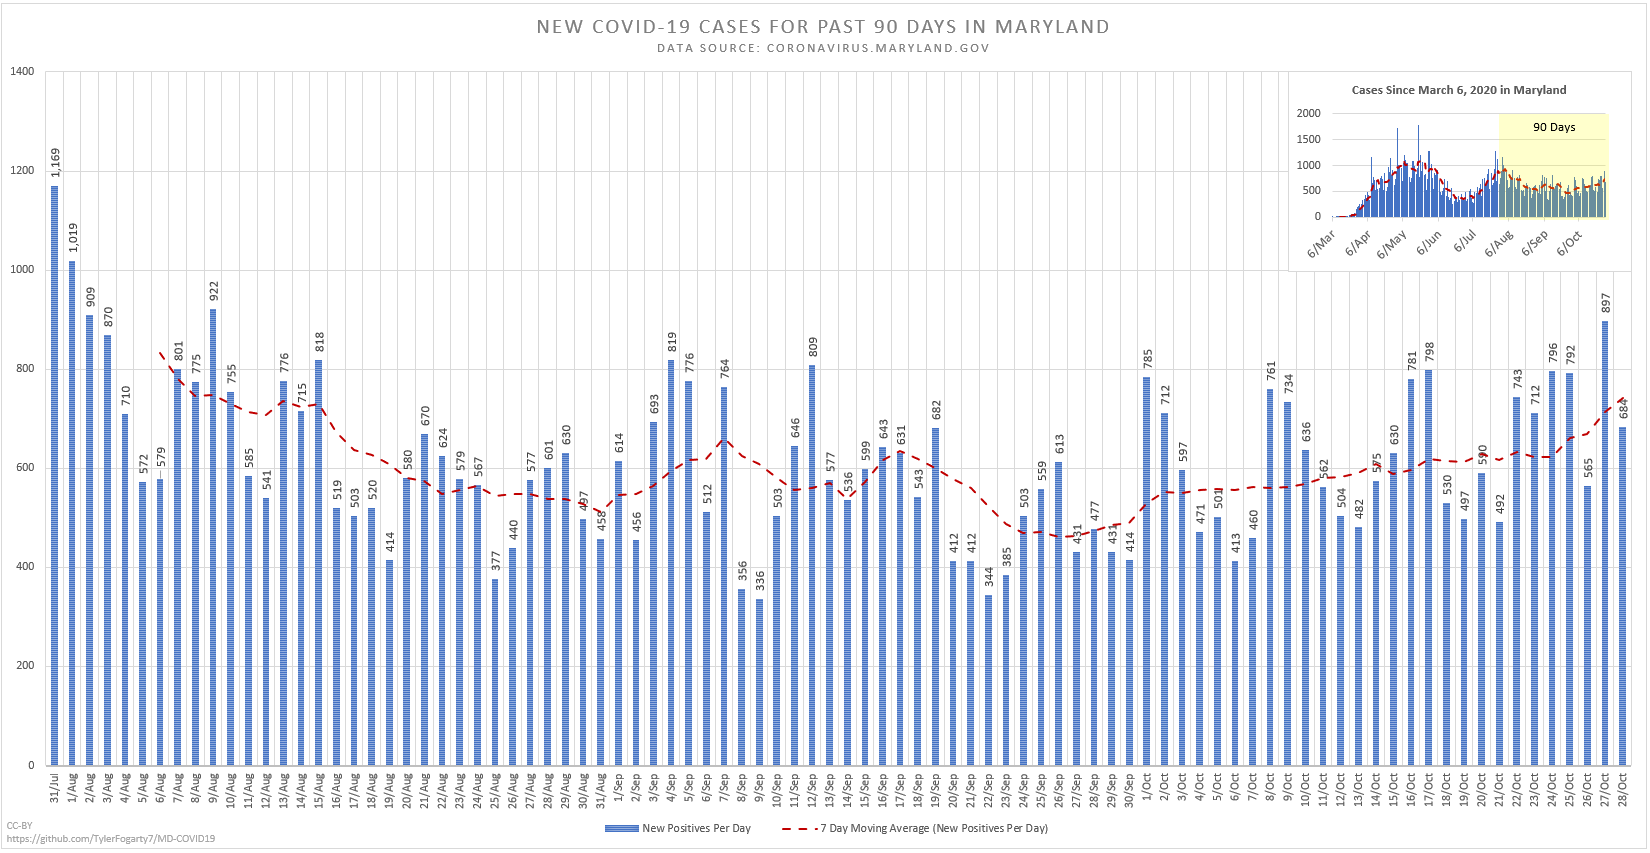 NEW COVID-19 CASES FOR PAST 90 DAYS IN MARYLAND
DATA SOURCE: CORONAVIRUS.MARYLAND.GOV
1400
1200
1000
800
600
400
200
0
1,169
1,019
909
870
710
572
579
801
775
922
755
585
541
776
715
818
519
503
520
414
580
670
624
579
567
377
440
577
601
630
497
458
614
456
693
819
776
512
764
356
336
503
646
809
577
536
599
643
631
543
682
412
412
344
385
503
559
613
431
477
431
414
785
712
597
471
501
413
460
761
734
636
562
504
482
575
630
781
798
530
497
590
492
743
712
796
792
565
897
684
31/Jul
1/Aug
2/Aug
3/Aug
4/Aug
5/Aug
6/Aug
7/Aug
8/Aug
9/Aug
10/Aug
11/Aug
12/Aug
13/Aug
14/Aug
15/Aug
16/Aug
17/Aug
18/Aug
19/Aug
20/Aug
21/Aug
22/Aug
23/Aug
24/Aug
25/Aug
26/Aug
27/Aug
28/Aug
29/Aug
30/Aug
31/Aug
1/Sep
2/Sep
3/Sep
4/Sep
5/Sep
6/Sep
7/Sep
8/Sep
9/Sep
10/Sep
11/Sep
12/Sep
13/Sep
14/Sep
15/Sep
16/Sep
17/Sep
18/Sep
19/Sep
20/Sep
21/Sep
22/Sep
23/Sep
24/Sep
25/Sep
26/Sep
27/Sep
28/Sep
29/Sep
30/Sep
1/Oct
2/Oct
3/Oct
4/Oct
5/Oct
6/Oct
7/Oct
8/Oct
9/Oct
10/Oct
11/Oct
12/Oct
13/Oct
14/Oct
15/Oct
16/Oct
17/Oct
18/Oct
19/Oct
20/Oct
21/Oct
22/Oct
23/Oct
24/Oct
25/Oct
26/Oct
27/Oct
28/Oct
Cases Since March 6, 2020 in Maryland
90 Days
2000
1500
1000
500
0
6/Mar
6/Apr
6/May
6/Jun
6/Jul
6/Aug
6/Sep
6/Oct
New Positives Per Day
7 Day Moving Average (New Positives Per Day)
CC-BY
https://github.com/TylerFogarty7/MD-COVID19